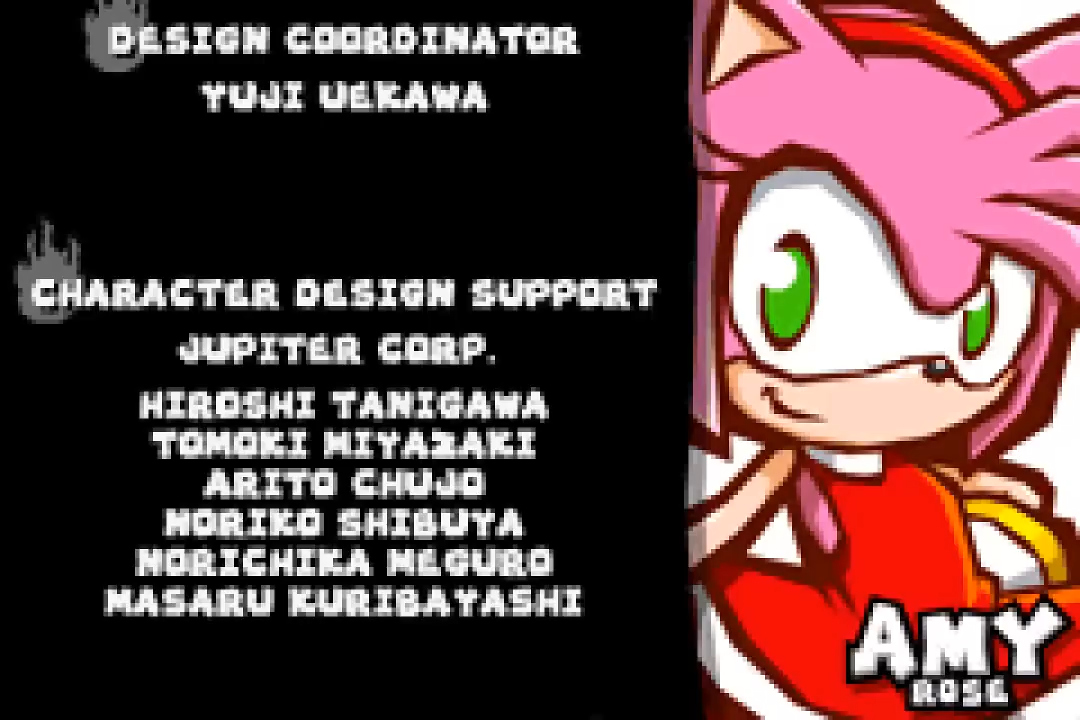 DESIGN COORDINATOR
YUJI UEKAWA
CHARACTER DESIGN SUPPORT
JUPITER CORP.
HIROSHI TANIGAWA
TOMOKI MIYAZAKI
ARITO CHUJO
NORIKO SHIBUYA
NORICHIKA MEGURO
MASARU KURIBAYASHI
AMY
ROSE